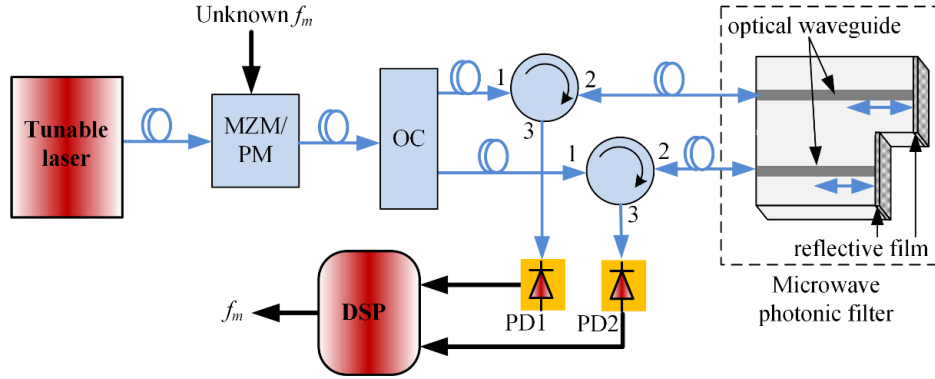 Unknown fm
optical waveguide
Tunable
laser
MZM/
PM
OC
1
2
3
1
2
3
reflective film
Microwave
photonic filter
fm
DSP
PD1
PD2